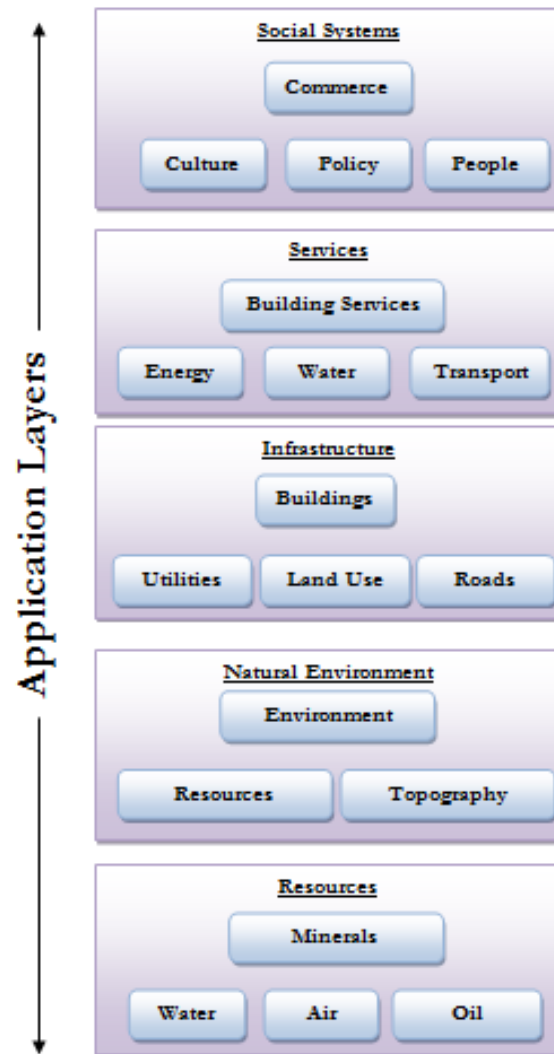 Application Layers
Social Systems
Commerce
Culture Policy People
Services
Building Services
Energy Water Transport
Infrastructure
Buildings
Utilities Land Use Roads
Natural Environment
Environment
Resources Topography
Resources
Minerals
Water Air Oil